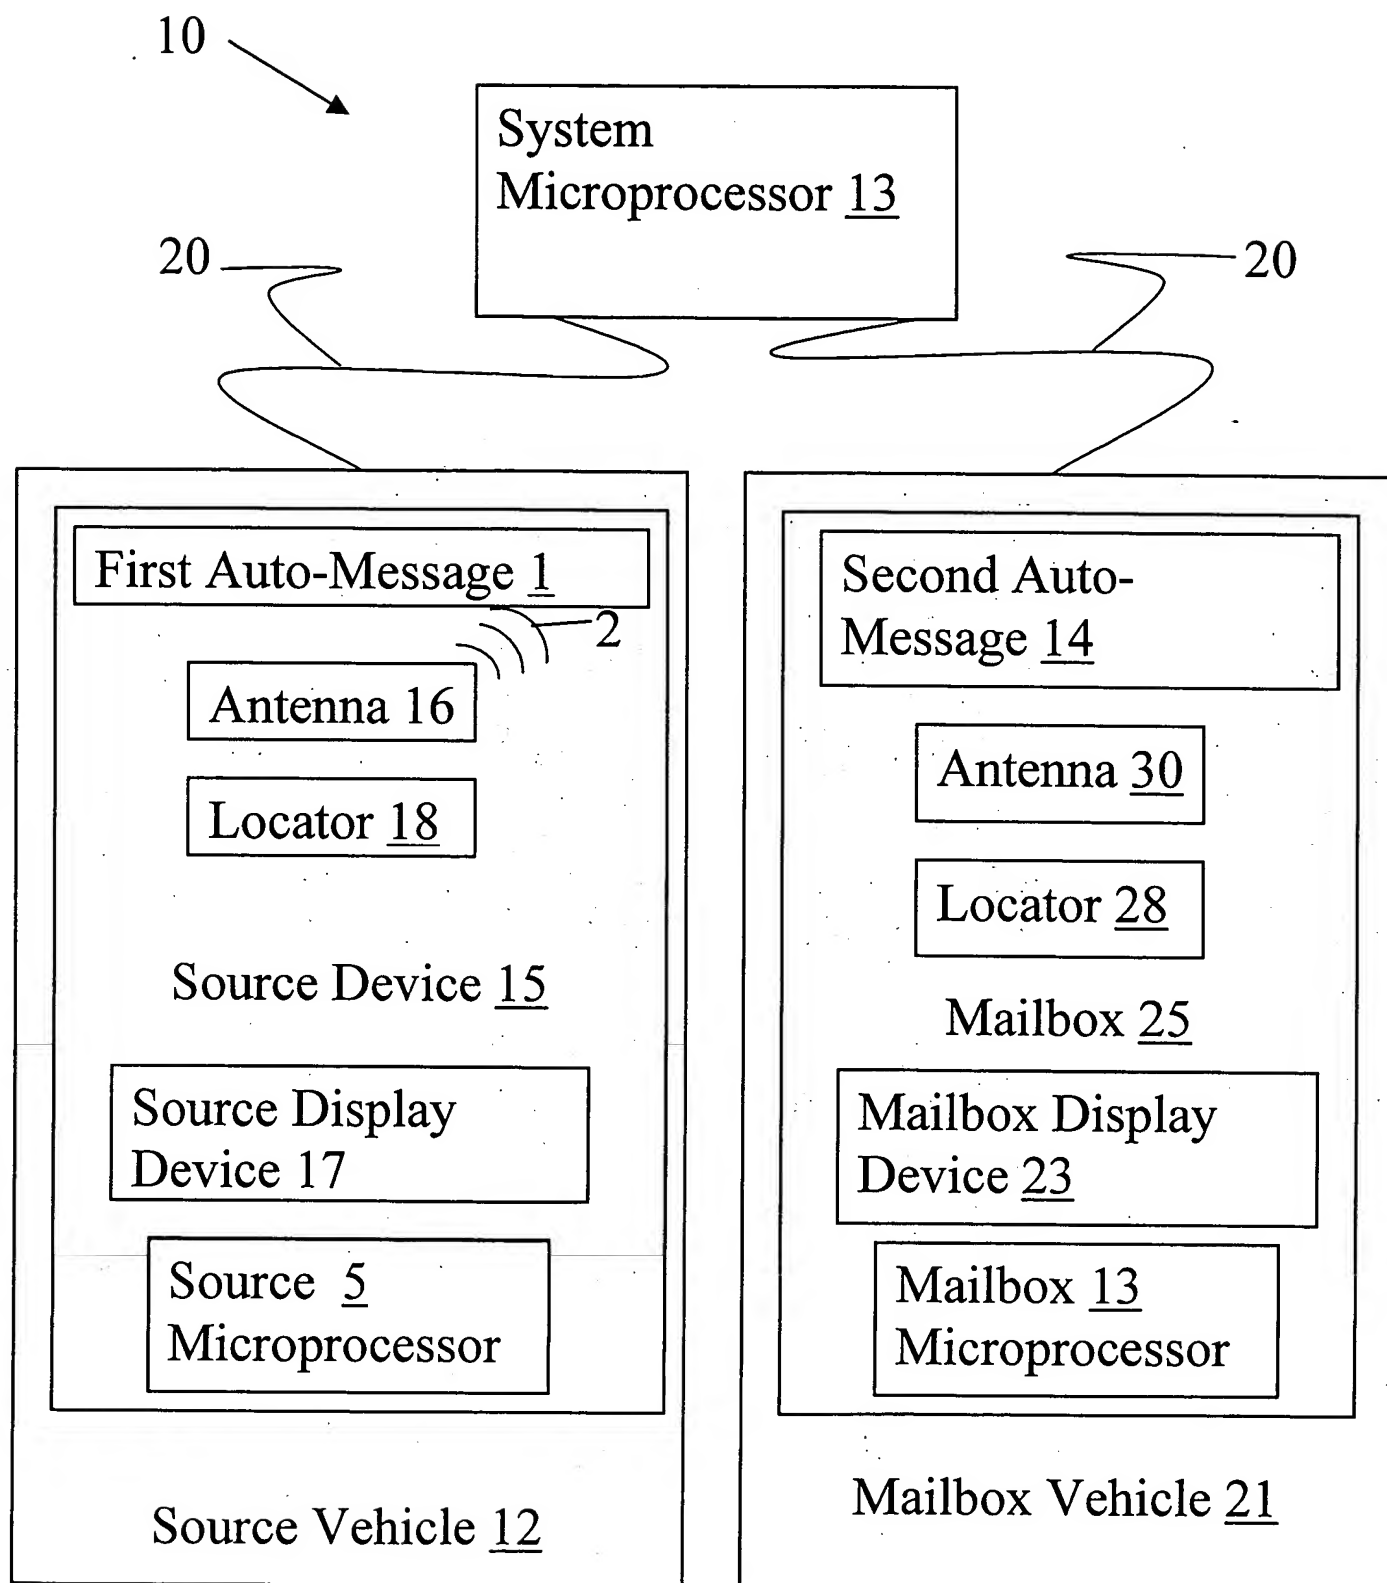 10
System
Microprocessor 13
20
20
First Auto-Message 1
2
Antenna 16
Locator 18
Source Device 15
Source Display
Device 17
Source 5
Microprocessor
Source Vehicle 12
Second Auto-
Message 14
Antenna 30
Locator 28
Mailbox 25
Mailbox Display
Device 23
Mailbox 13
Microprocessor
Mailbox Vehicle 21